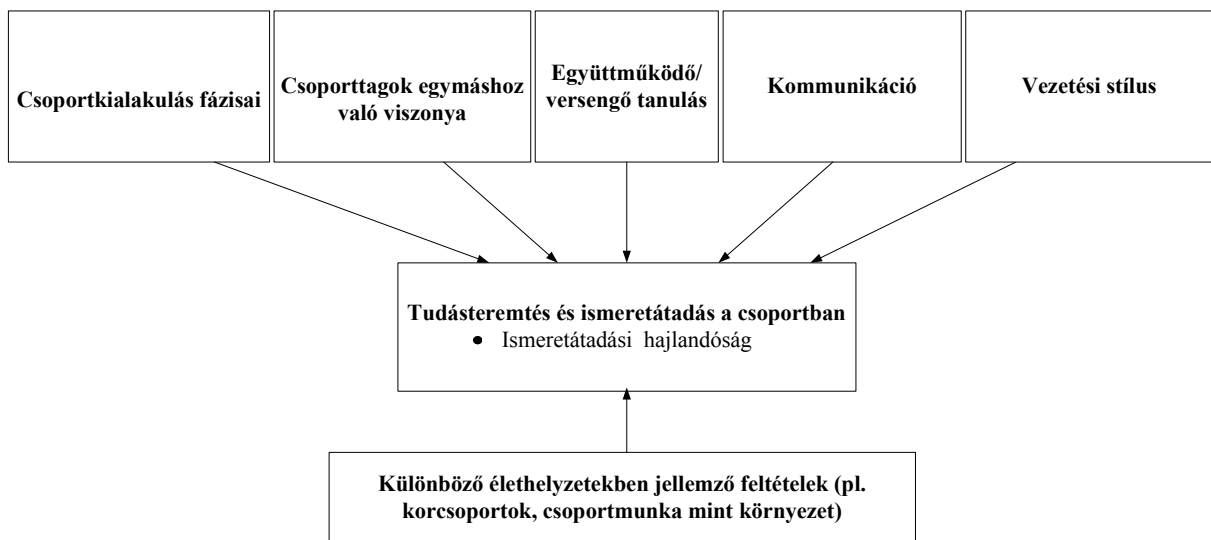 Csoportkialakulás fázisai
Csoporttagok egymáshoz
való viszonya
Együttműködő/
versengő tanulás
Kommunikáció
Vezetési stílus
Tudásteremtés és ismeretátadás a csoportban
• Ismeretátadási hajlandóság
Különböző élethelyzetekben jellemző feltételek (pl.
korcsoportok, csoportmunka mint környezet)